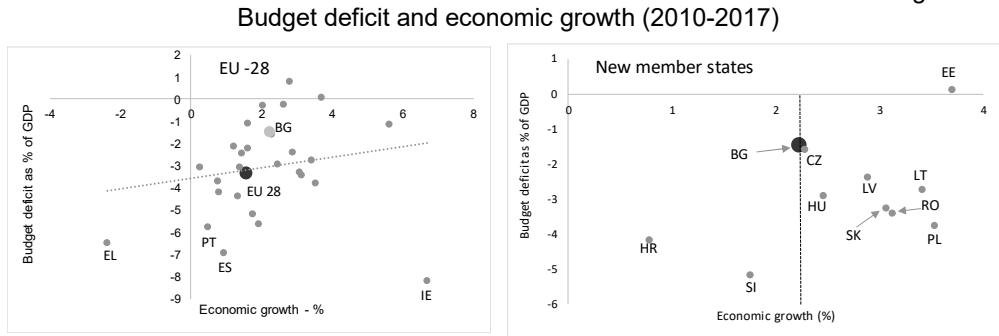 Budget deficit and economic growth (2010-2017)
EU -28
Budget deficit as % of GDP
2
1
0
-1
-2
-3
-4
-5
-6
-7
-8
-9
-4
-2
0
2
4
6
8
BG
EU 28
PT
EL
ES
IE
Economic growth - %
New member states
Budget deficit as % of GDP
1
0
-1
-2
-3
-4
-5
-6
0
1
2
3
4
EE
BG
CZ
LV
LT
HU
RO
SK
PL
HR
SI
Economic growth (%)